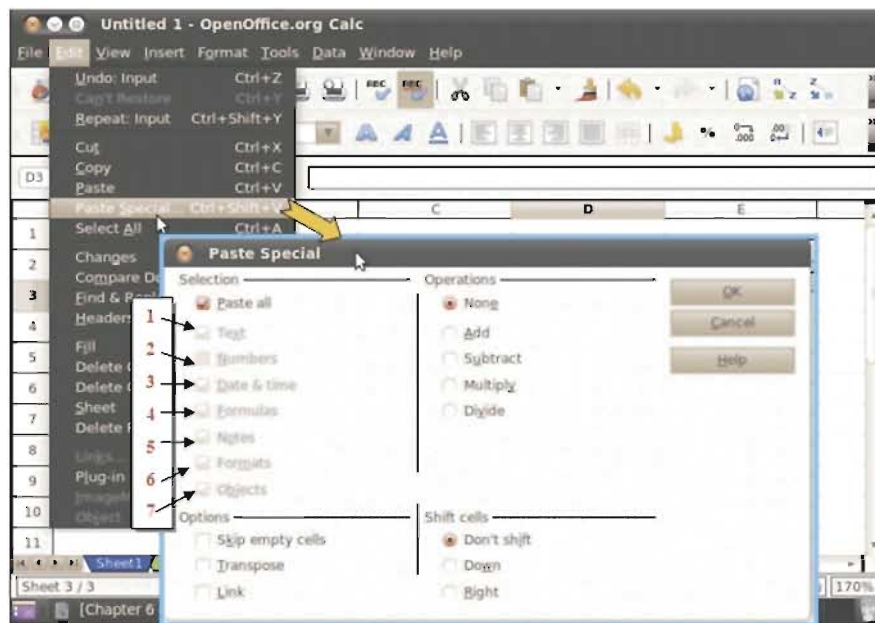 Untitled 1 - OpenOffice.org Calc
File Edit View Insert Format Tools Data Window Help
Undo: Input Ctrl+Z
Can't Restore Ctrl+Y
Repeat: Input Ctrl+Shift+Y
Cut Ctrl+X
Copy Ctrl+C
Paste Ctrl+V
Paste Special... Ctrl+Shift+V
Select All Ctrl+A
Changes
Compare Do
Find & Repl
Headers
Fill
Delete
Delete
Sheet
Delete
Links...
Plug-in
Object
D3
C D E
1
2
3
4
5
6
7
8
9
10
11
Paste Special
Selection
Paste all
1 Text
2 Numbers
3 Date & time
4 Formulas
5 Notes
6 Formats
7 Objects
Operations
None
Add
Subtract
Multiply
Divide
OK
Cancel
Help
Options
Skip empty cells
Transpose
Link
Shift cells
Don't shift
Down
Right
Sheet1
Sheet 3 / 3
170%
[Chapter 6